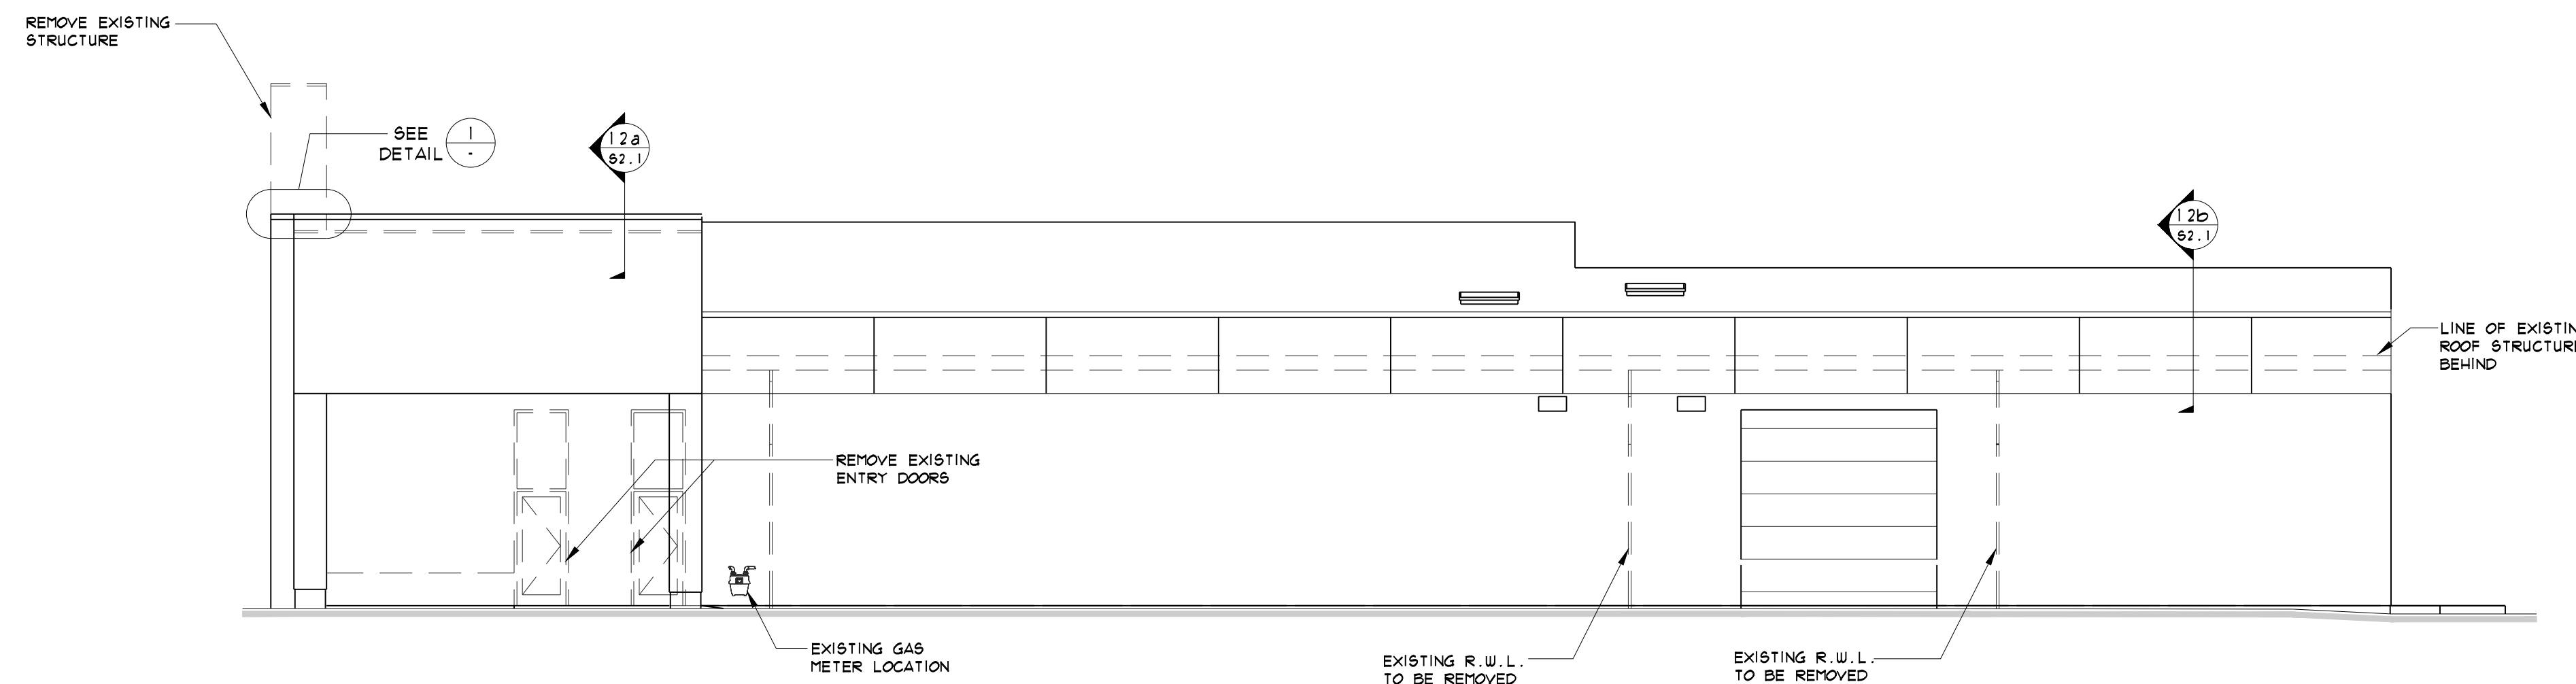 REMOVE EXISTING
STRUCTURE
SEE
DETAIL
1
-
12a
S2.1
12b
S2.1
LINE OF EXISTIN
ROOF STRUCTURE
BEHIND
REMOVE EXISTING
ENTRY DOORS
EXISTING GAS
METER LOCATION
EXISTING R.W.L.
TO BE REMOVED
EXISTING R.W.L.
TO BE REMOVED